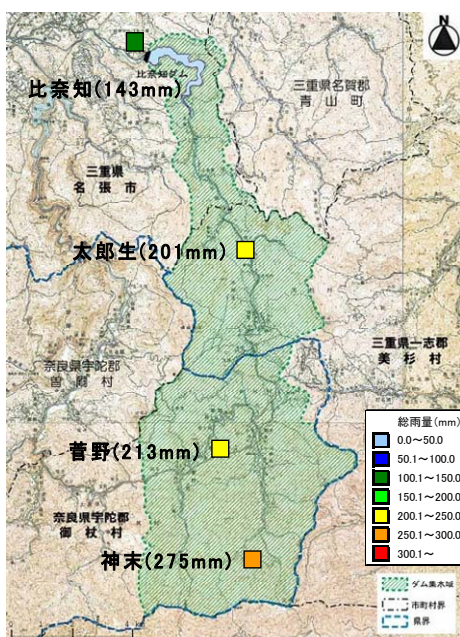 N
比奈知ダム
比奈知(143mm)
三重県名賀郡
青山町
三重県
名張市
太郎生(201mm)
三重県一志郡
美杉村
奈良県宇陀郡
曽爾村
総雨量(mm)
0.0～50.0
50.1～100.0
100.1～150.0
150.1～200.0
200.1～250.0
250.1～300.0
300.1～
菅野(213mm)
奈良県宇陀郡
御杖村
神末(275mm)
ダム集水域
市町村界
県界